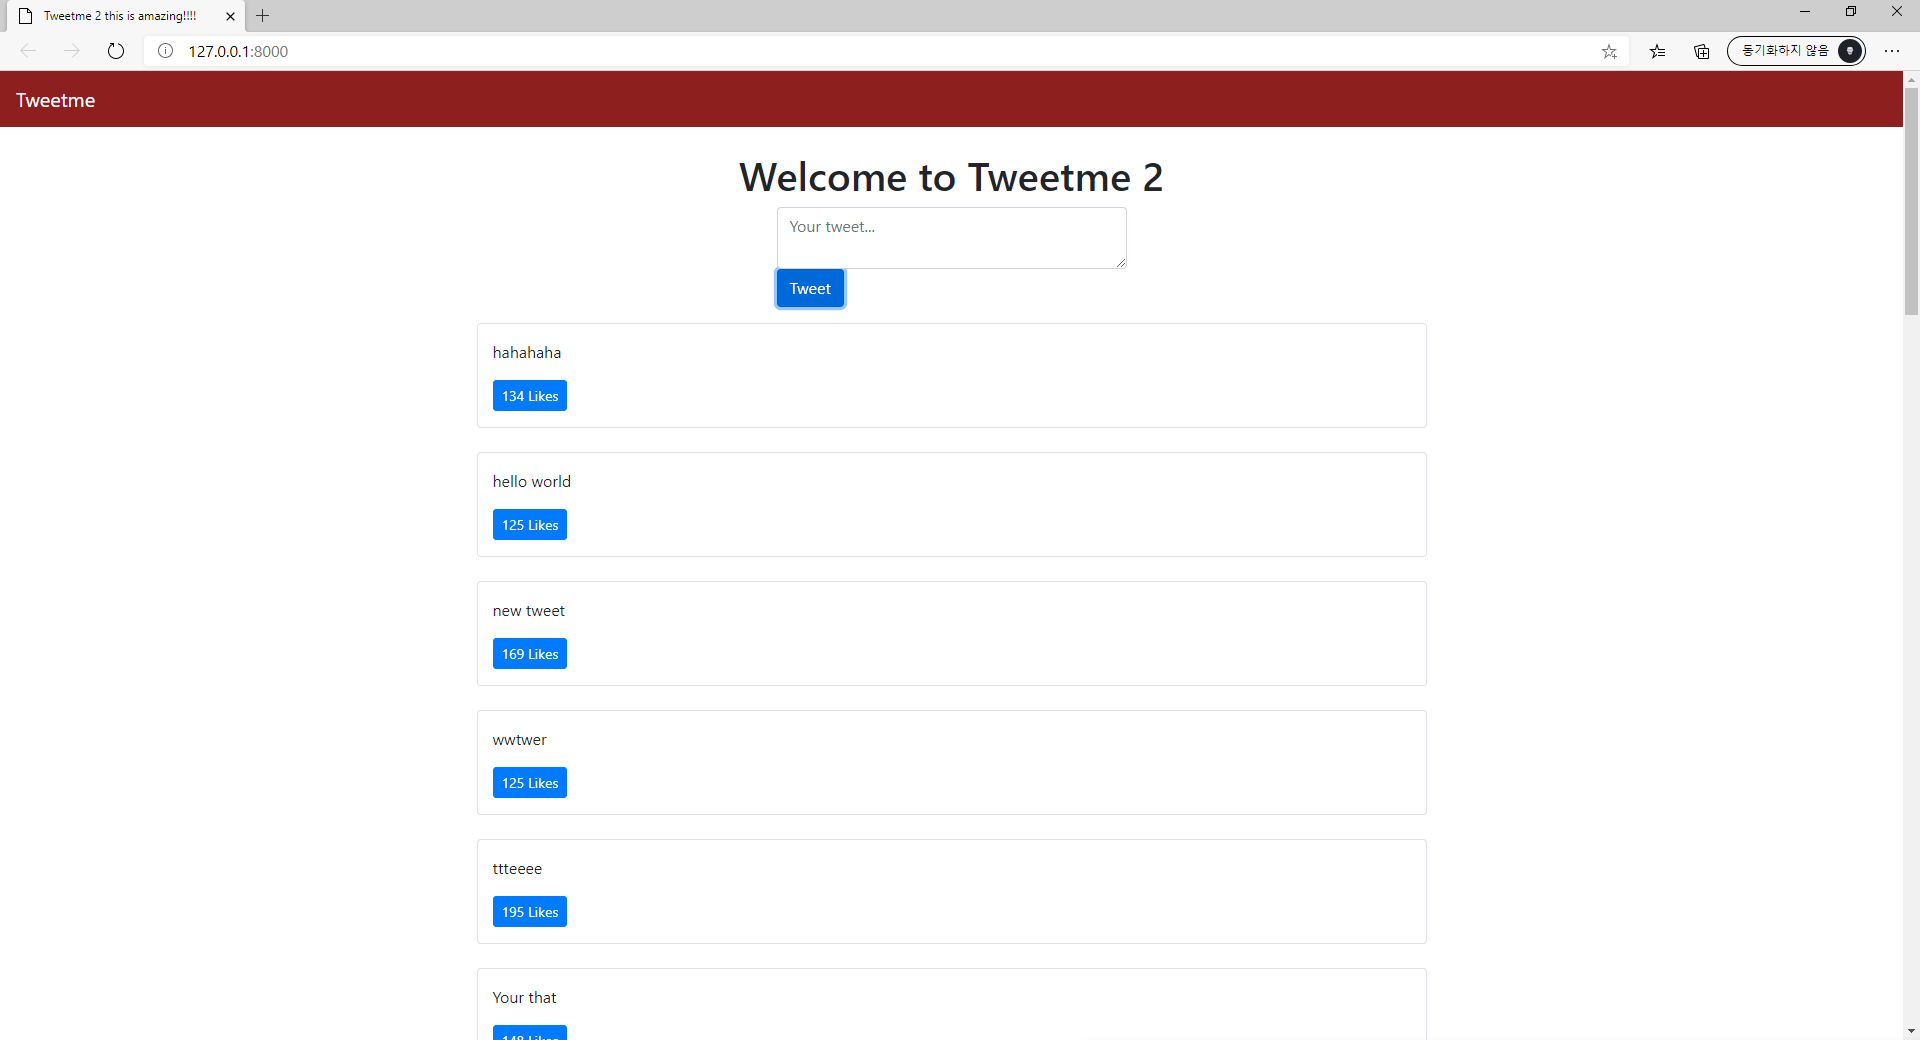 Tweetme 2 this is amazing!!!!
127.0.0.1:8000
동기화하지 않음
Tweetme
Welcome to Tweetme 2
Your tweet...
Tweet
hahahaha
134 Likes
hello world
125 Likes
new tweet
169 Likes
wwtwer
125 Likes
ttteeee
195 Likes
Your that
148 Likes